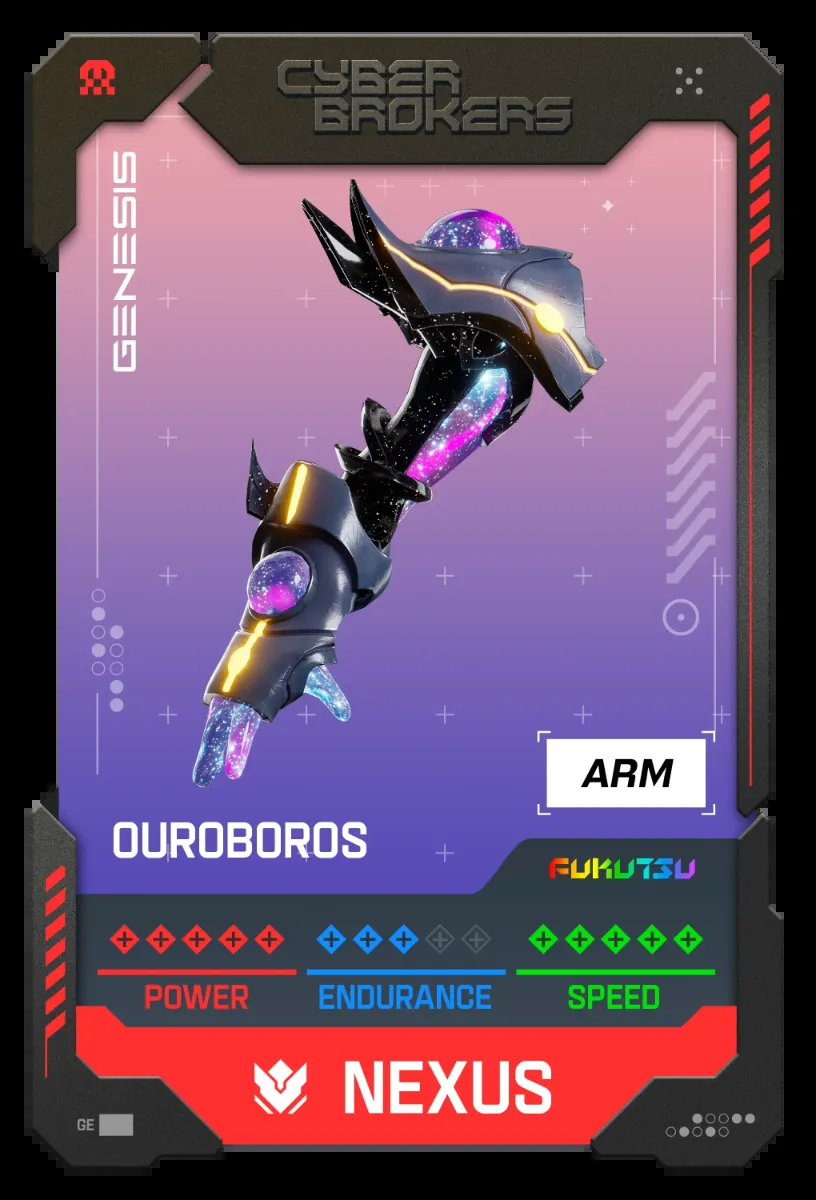 CYBER
BROKERS
GENESIS
ARM
OUROBOROS
FUKUTSU
POWER
ENDURANCE
SPEED
NEXUS
GE